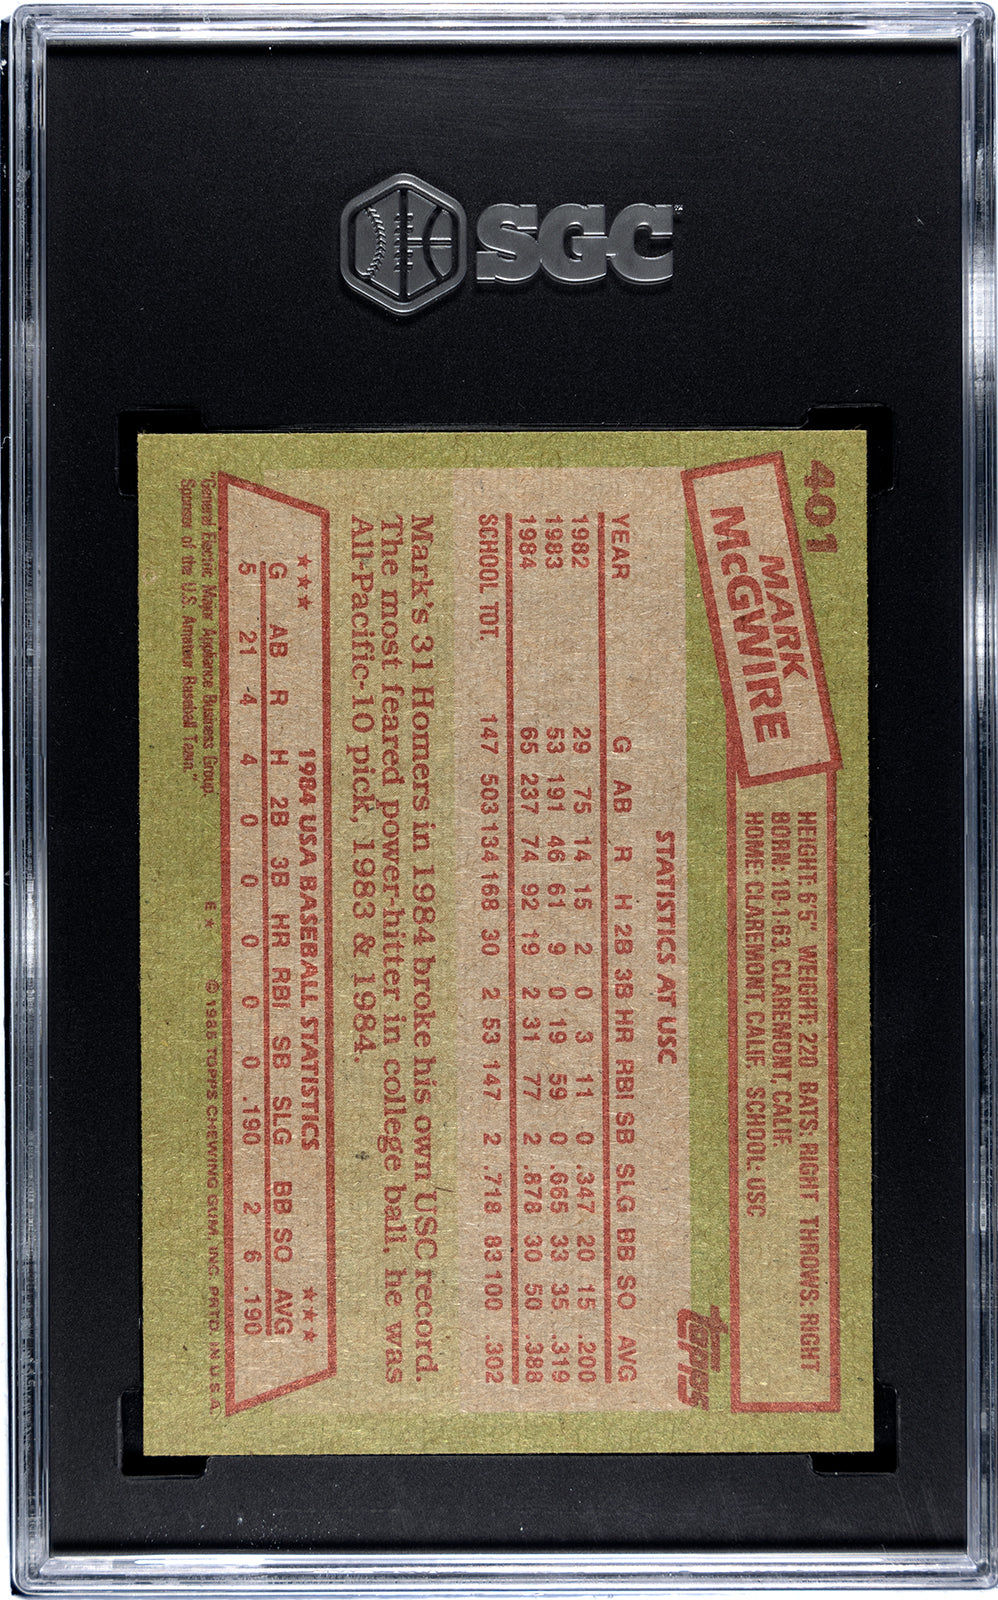 SGC
401
MARK
McGWIRE
HEIGHT: 6'5" WEIGHT: 220 BATS: RIGHT THROWS: RIGHT
BORN: 10-1-63, CLAREMONT, CALIF.
HOME: CLAREMONT, CALIF. SCHOOL: USC
topps
STATISTICS AT USC
YEAR G AB R H 2B 3B HR RBI SB SLG BB SO AVG
1982 29 75 14 15 2 0 3 11 0 .347 20 15 .200
1983 53 191 46 61 9 0 19 59 0 .665 33 35 .319
1984 65 237 74 92 19 2 31 77 2 .878 30 50 .388
SCHOOL TOT. 147 503 134 168 30 2 53 147 2 .718 83 100 .302
Mark's 31 Homers in 1984 broke his own USC record.
The most feared power-hitter in college ball, he was
All-Pacific-10 pick, 1983 & 1984.
★★★ 1984 USA BASEBALL STATISTICS ★★★
G AB R H 2B 3B HR RBI SB SLG BB SO AVG
5 21 4 4 0 0 0 0 0 .190 2 6 .190
"General Electric Major Appliance Business Group,
Sponsors of the U.S. Amateur Baseball Team."
E★ © 1985 TOPPS CHEWING GUM, INC. PRTD. IN U.S.A.